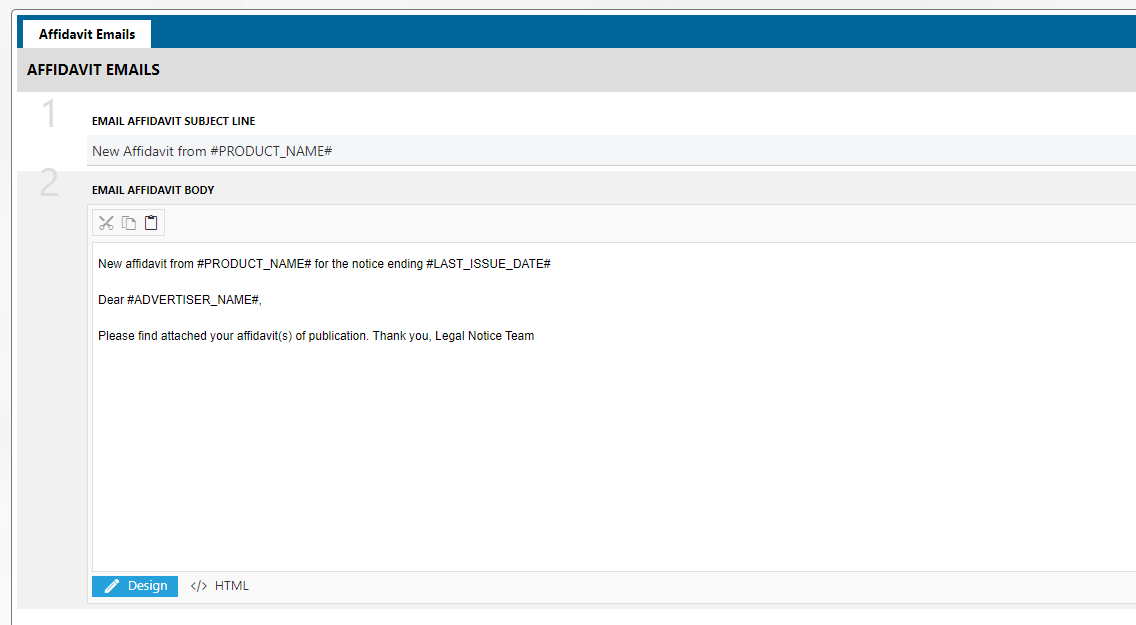 Affidavit Emails
AFFIDAVIT EMAILS
1
EMAIL AFFIDAVIT SUBJECT LINE
New Affidavit from #PRODUCT_NAME#
2
EMAIL AFFIDAVIT BODY
New affidavit from #PRODUCT_NAME# for the notice ending #LAST_ISSUE_DATE#
Dear #ADVERTISER_NAME#,
Please find attached your affidavit(s) of publication. Thank you, Legal Notice Team
Design </> HTML